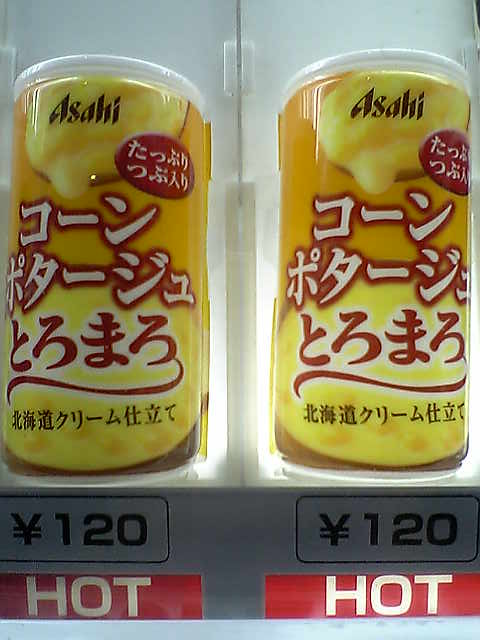 Asahi
たっぷり
つぶ入り
コーン
ポタージュ
とろまろ
北海道クリーム仕立て
¥120
HOT
Asahi
たっぷ
つぶ入
コーン
ポタージュ
とろまろ
北海道クリーム仕立て
¥120
HOT